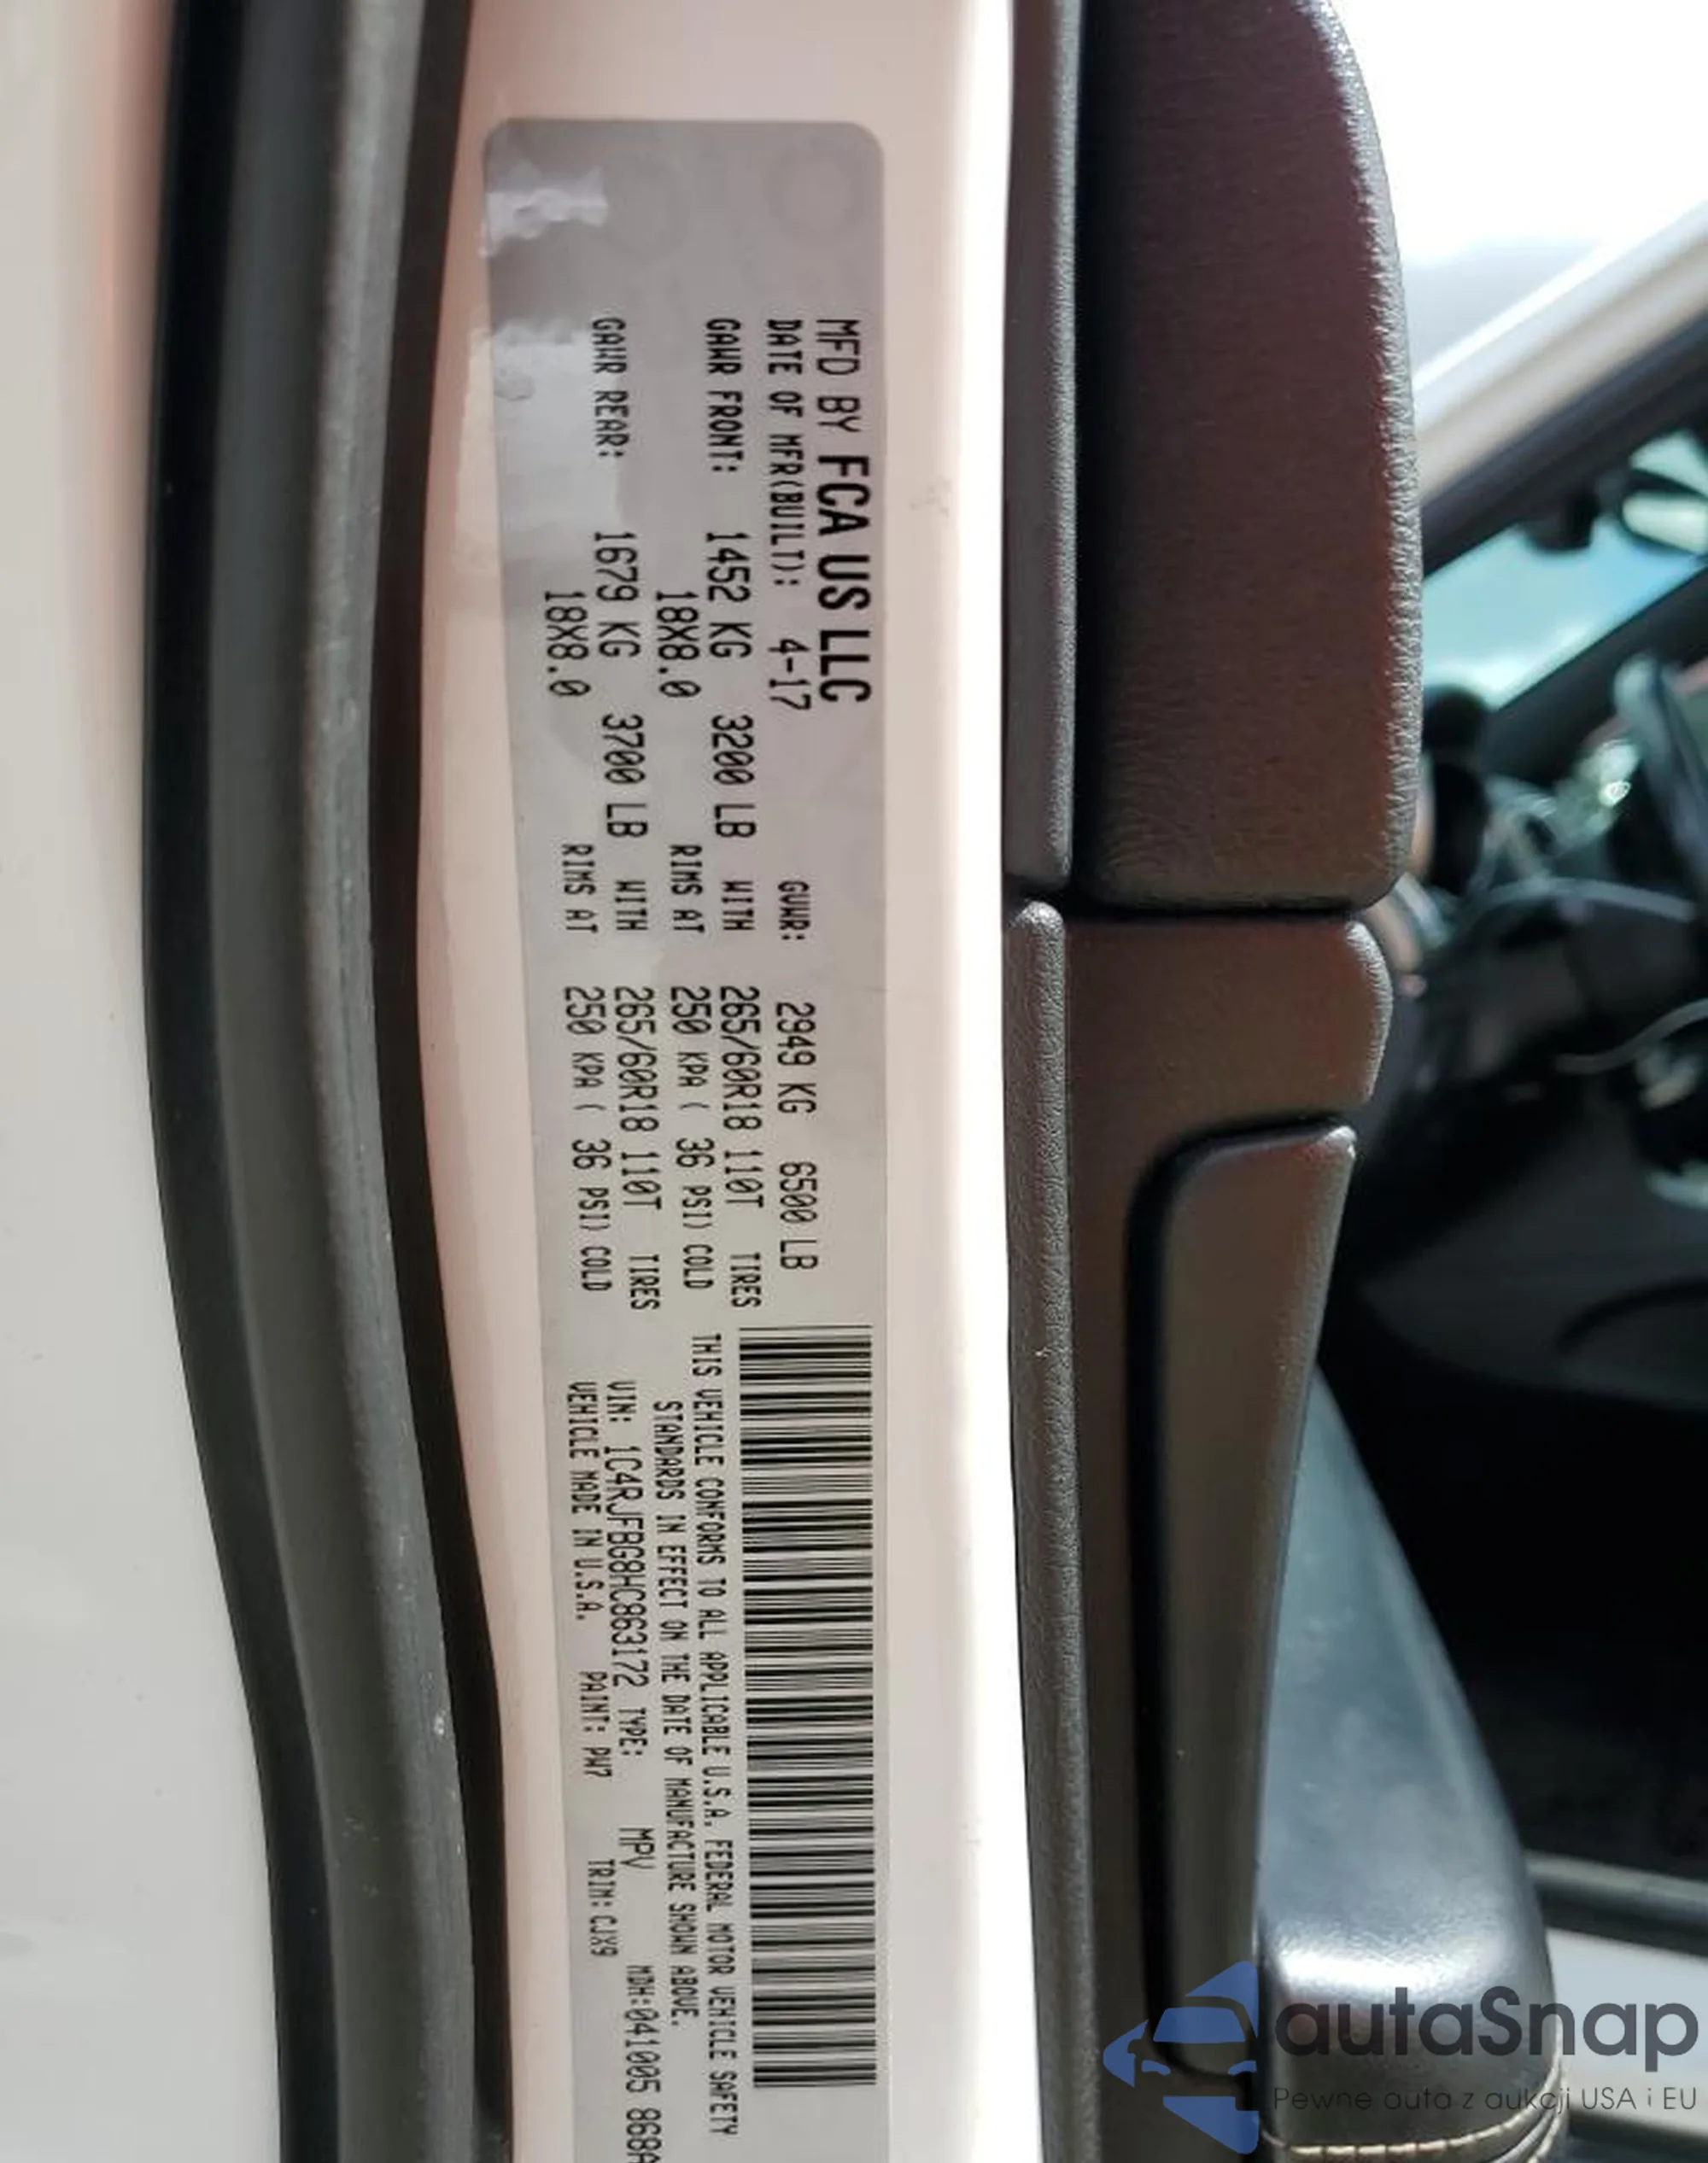 MFD BY FCA US LLC
DATE OF MFR(BUILT): 4-17 GVWR: 2949 KG 6500 LB
GAWR FRONT: 1452 KG 3200 LB WITH 265/60R18 110T TIRES
18X8.0 RIMS AT 250 KPA ( 36 PSI) COLD
GAWR REAR: 1679 KG 3700 LB WITH 265/60R18 110T TIRES
18X8.0 RIMS AT 250 KPA ( 36 PSI) COLD
THIS VEHICLE CONFORMS TO ALL APPLICABLE U.S.A. FEDERAL MOTOR VEHICLE SAFETY
STANDARDS IN EFFECT ON THE DATE OF MANUFACTURE SHOWN ABOVE.
VIN: 1C4RJFBG8HC863172 TYPE: MPV MDH:041005 868A
VEHICLE MADE IN U.S.A. PAINT: PW7 TRIM: CJX9
autaSnap
Pewne auta z aukcji USA i EU